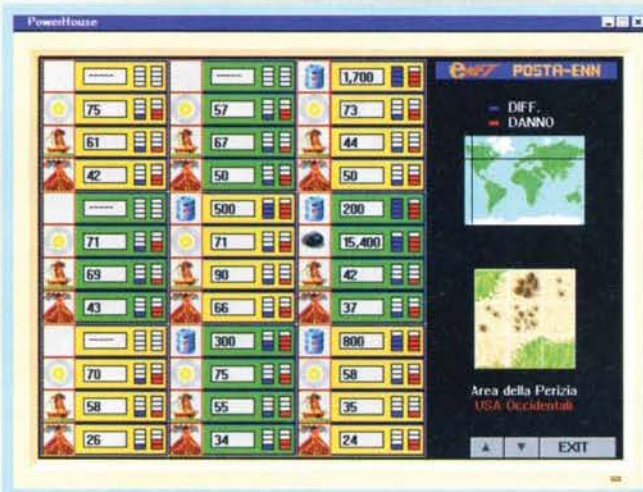 PowerHouse
----- ----- 1,700
75 57 73
61 67 44
42 50 50
----- 500 200
71 71 15,400
69 90 42
43 66 37
----- 300 800
70 75 58
58 55 35
26 34 24
POSTA-ENN
DIFF.
DANNO
Area della Perizia
USA Occidentali
EXIT